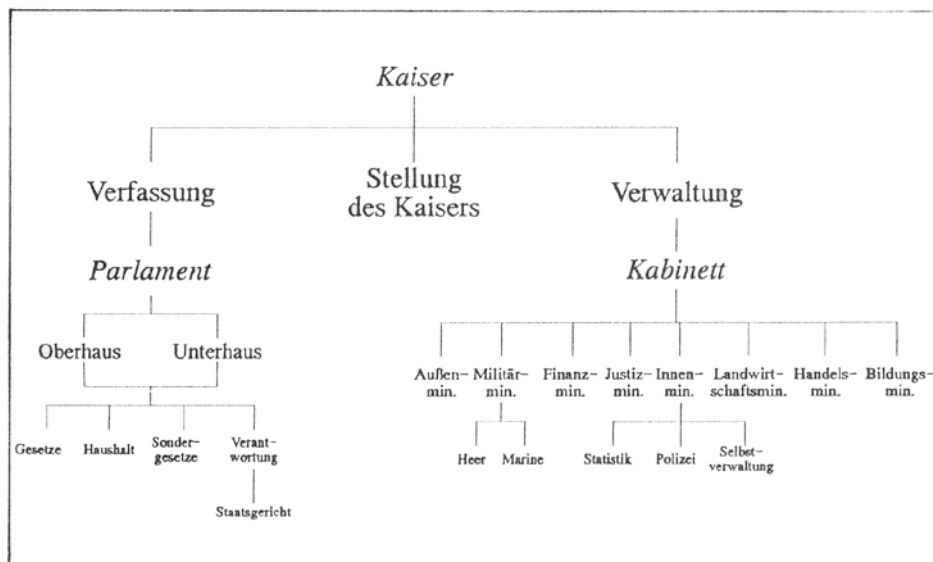 Kaiser
Verfassung
Stellung
des Kaisers
Verwaltung
Parlament
Kabinett
Oberhaus
Unterhaus
Außen-
min.
Militär-
min.
Finanz-
min.
Justiz-
min.
Innen-
min.
Landwirt-
schaftsmin.
Handels-
min.
Bildungs-
min.
Gesetze
Haushalt
Sonder-
gesetze
Verant-
wortung
Heer
Marine
Statistik
Polizei
Selbst-
verwaltung
Staatsgericht